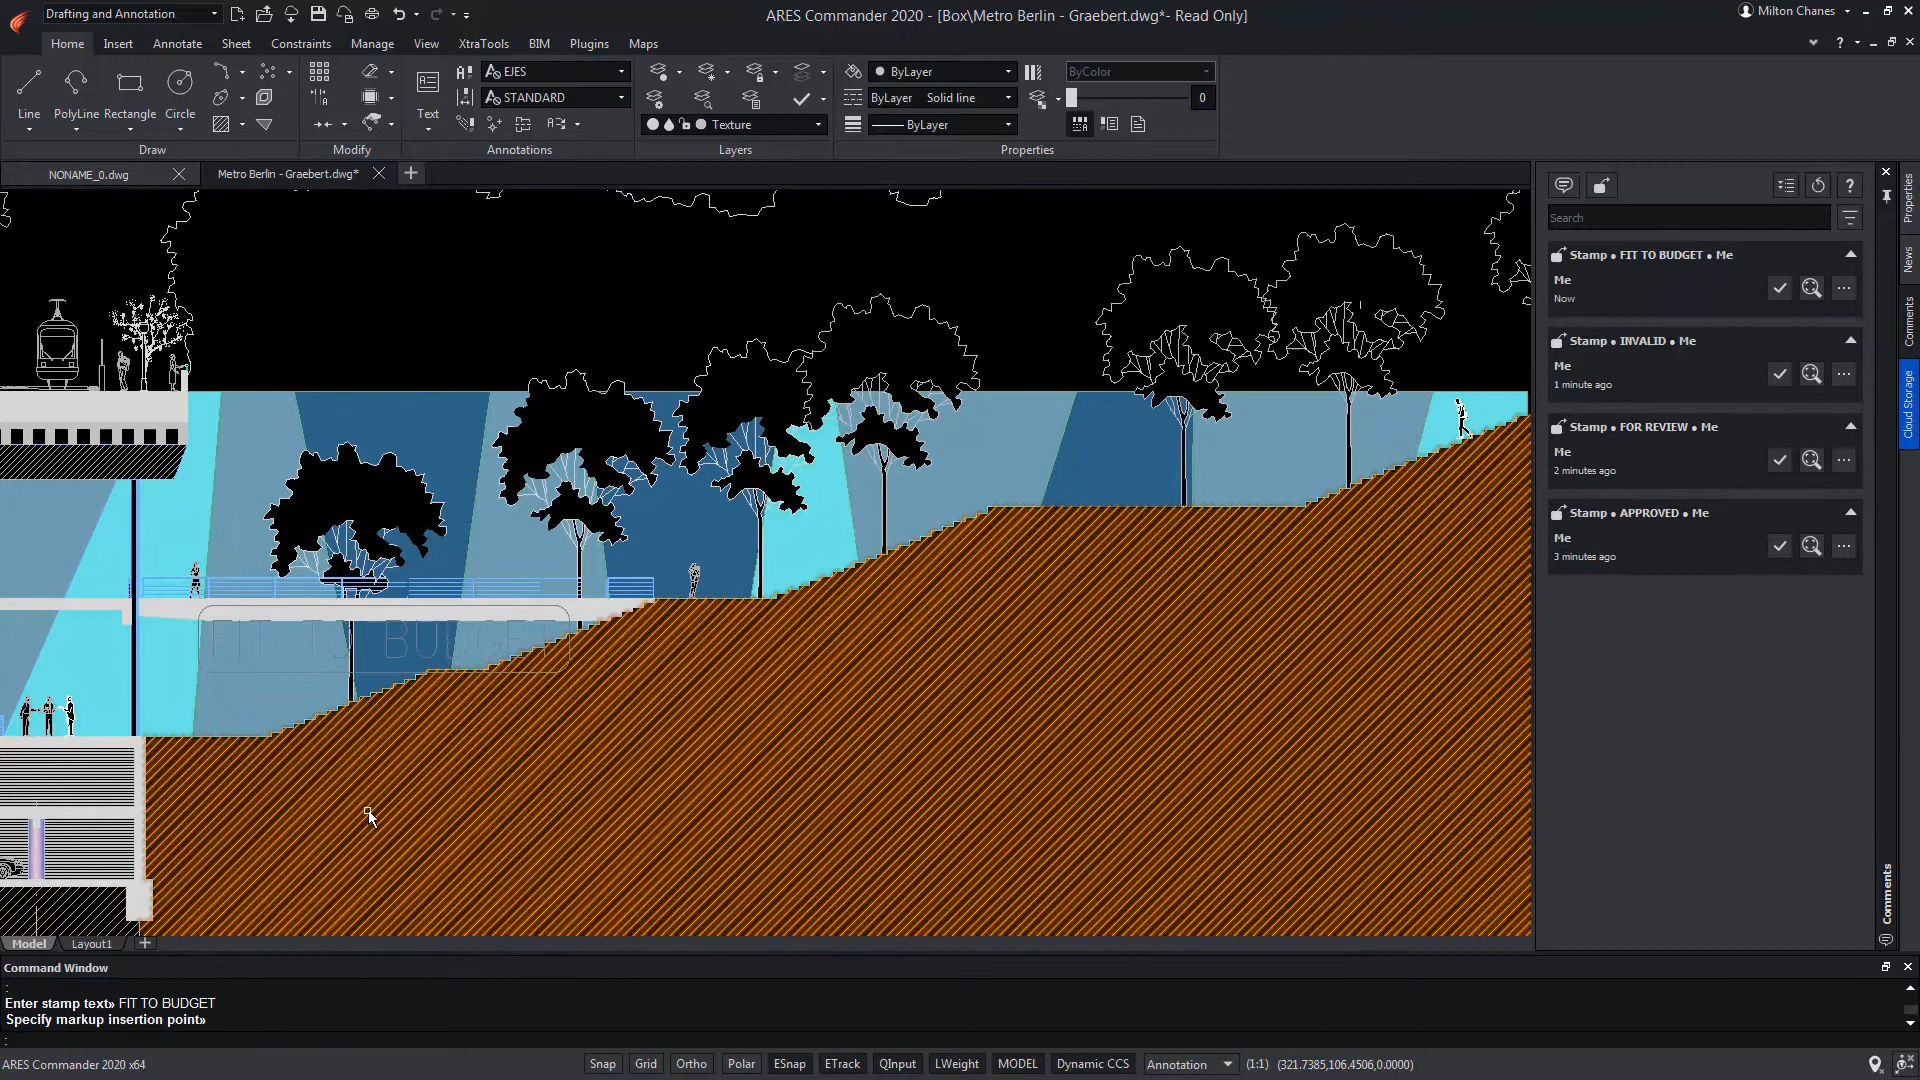 Drafting and Annotation
ARES Commander 2020 - [Box\Metro Berlin - Graebert.dwg*- Read Only]
Milton Chanes
Home
Insert
Annotate
Sheet
Constraints
Manage
View
XtraTools
BIM
Plugins
Maps
Line
PolyLine
Rectangle
Circle
Text
EJES
STANDARD
Texture
ByLayer
ByLayer Solid line
ByLayer
ByColor
0
Draw
Modify
Annotations
Layers
Properties
NONAME_0.dwg
Metro Berlin - Graebert.dwg*
FIT TO BUDGET
Search
Stamp • FIT TO BUDGET • Me
Me
Now
Stamp • INVALID • Me
Me
1 minute ago
Stamp • FOR REVIEW • Me
Me
2 minutes ago
Stamp • APPROVED • Me
Me
3 minutes ago
Comments
Properties
News
Comments
Cloud Storage
Model
Layout1
Command Window
:
Enter stamp text» FIT TO BUDGET
Specify markup insertion point»
:
ARES Commander 2020 x64
Snap
Grid
Ortho
Polar
ESnap
ETrack
QInput
LWeight
MODEL
Dynamic CCS
Annotation
(1:1)
(321.7385,106.4506,0.0000)